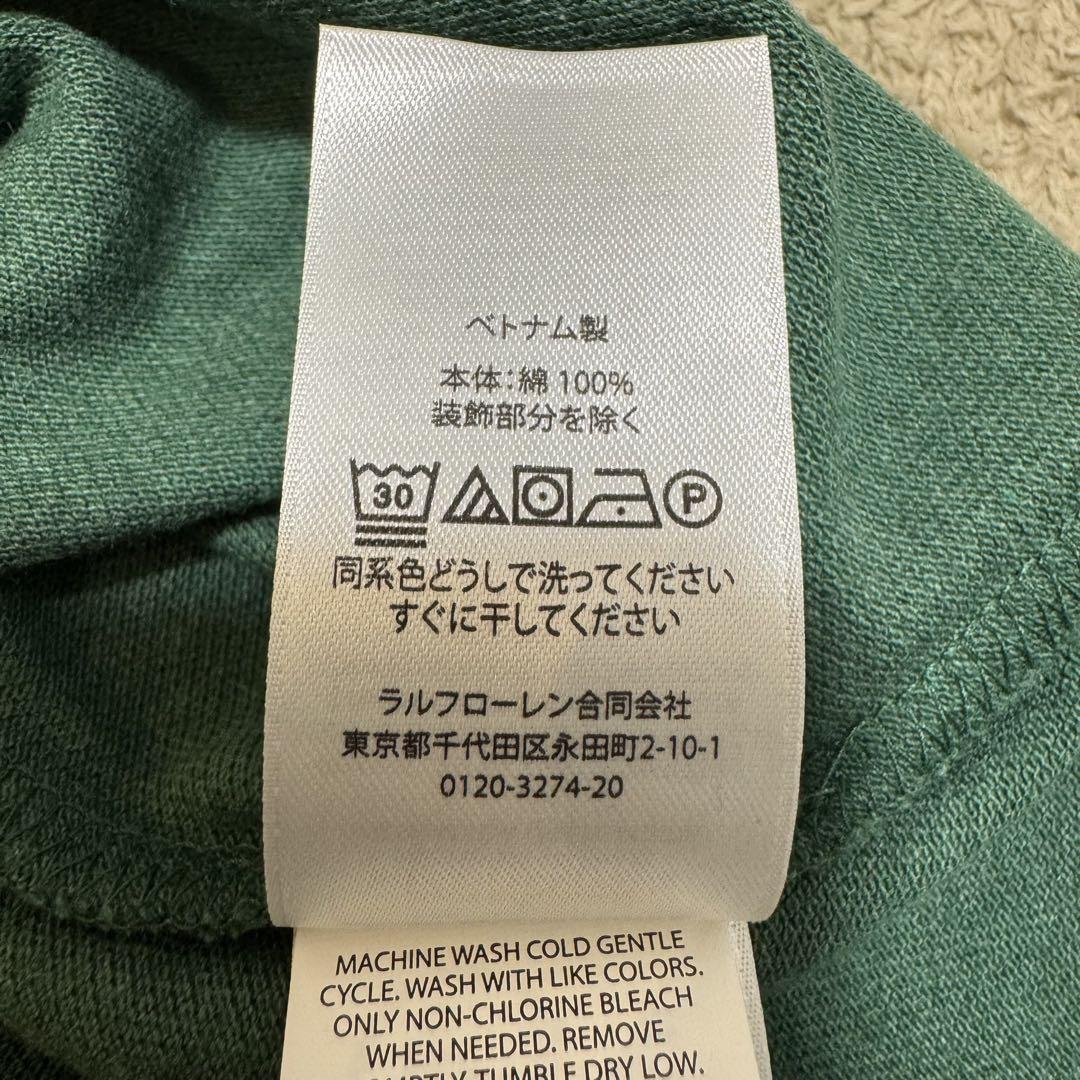 ベトナム製
本体：綿 100%
装飾部分を除く
30 P
同系色どうしで洗ってください
すぐに干してください
ラルフローレン合同会社
東京都千代田区永田町2-10-1
0120-3274-20
MACHINE WASH COLD GENTLE
CYCLE. WASH WITH LIKE COLORS.
ONLY NON-CHLORINE BLEACH
WHEN NEEDED. REMOVE
TUMBLE DRY LOW.